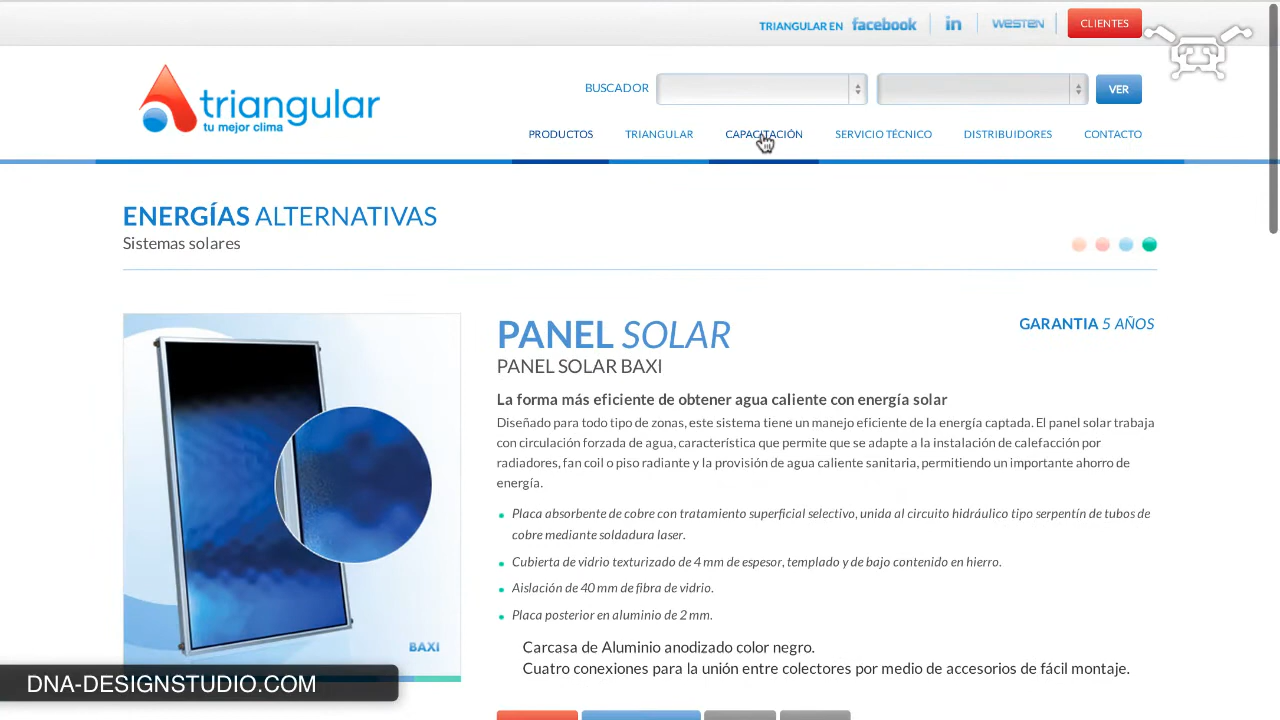 TRIANGULAR EN facebook in WESTEN CLIENTES
triangular
tu mejor clima
BUSCADOR VER
PRODUCTOS TRIANGULAR CAPACITACIÓN SERVICIO TÉCNICO DISTRIBUIDORES CONTACTO
ENERGÍAS ALTERNATIVAS
Sistemas solares
PANEL SOLAR
GARANTIA 5 AÑOS
PANEL SOLAR BAXI
La forma más eficiente de obtener agua caliente con energía solar
Diseñado para todo tipo de zonas, este sistema tiene un manejo eficiente de la energía captada. El panel solar trabaja
con circulación forzada de agua, característica que permite que se adapte a la instalación de calefacción por
radiadores, fan coil o piso radiante y la provisión de agua caliente sanitaria, permitiendo un importante ahorro de
energía.
Placa absorbente de cobre con tratamiento superficial selectivo, unida al circuito hidráulico tipo serpentín de tubos de
cobre mediante soldadura laser.
Cubierta de vidrio texturizado de 4 mm de espesor, templado y de bajo contenido en hierro.
Aislación de 40 mm de fibra de vidrio.
Placa posterior en aluminio de 2 mm.
Carcasa de Aluminio anodizado color negro.
Cuatro conexiones para la unión entre colectores por medio de accesorios de fácil montaje.
BAXI
DNA-DESIGNSTUDIO.COM